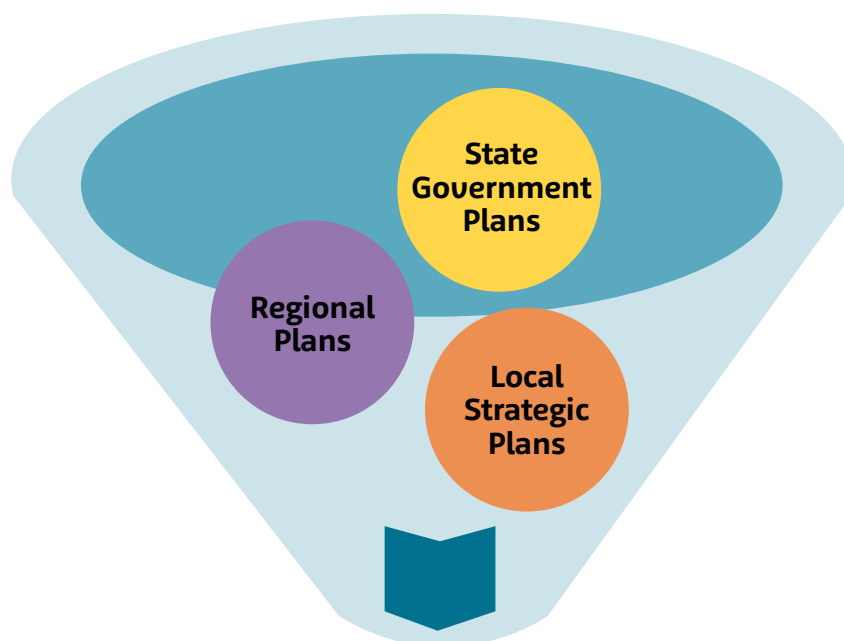 State
Government
Plans
Regional
Plans
Local
Strategic
Plans